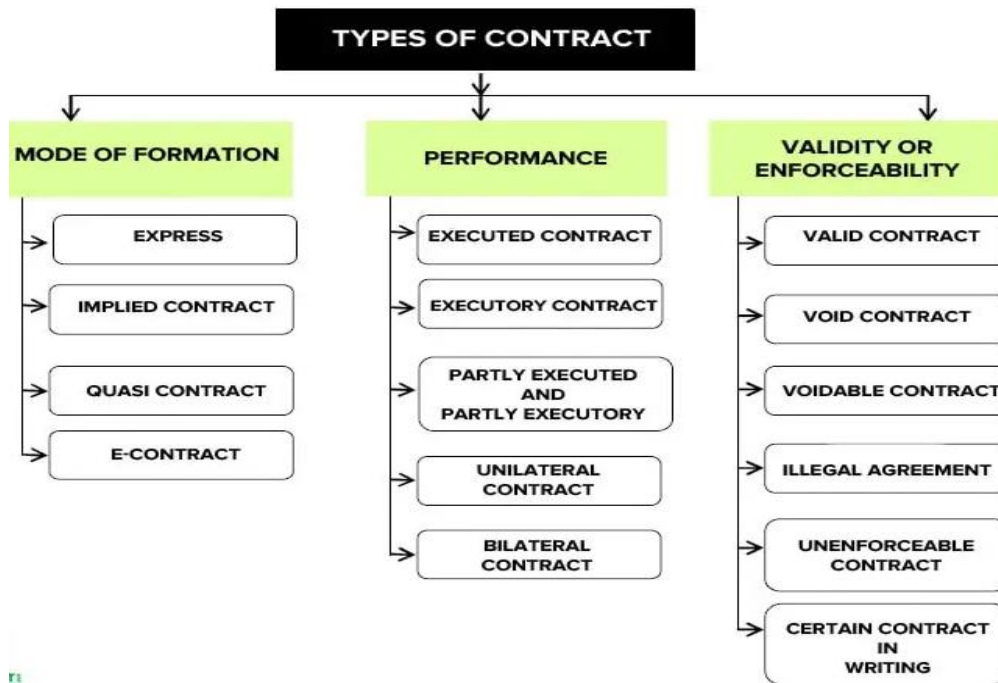 TYPES OF CONTRACT
MODE OF FORMATION
EXPRESS
IMPLIED CONTRACT
QUASI CONTRACT
E-CONTRACT
PERFORMANCE
EXECUTED CONTRACT
EXECUTORY CONTRACT
PARTLY EXECUTED
AND
PARTLY EXECUTORY
UNILATERAL
CONTRACT
BILATERAL
CONTRACT
VALIDITY OR
ENFORCEABILITY
VALID CONTRACT
VOID CONTRACT
VOIDABLE CONTRACT
ILLEGAL AGREEMENT
UNENFORCEABLE
CONTRACT
CERTAIN CONTRACT
IN
WRITING